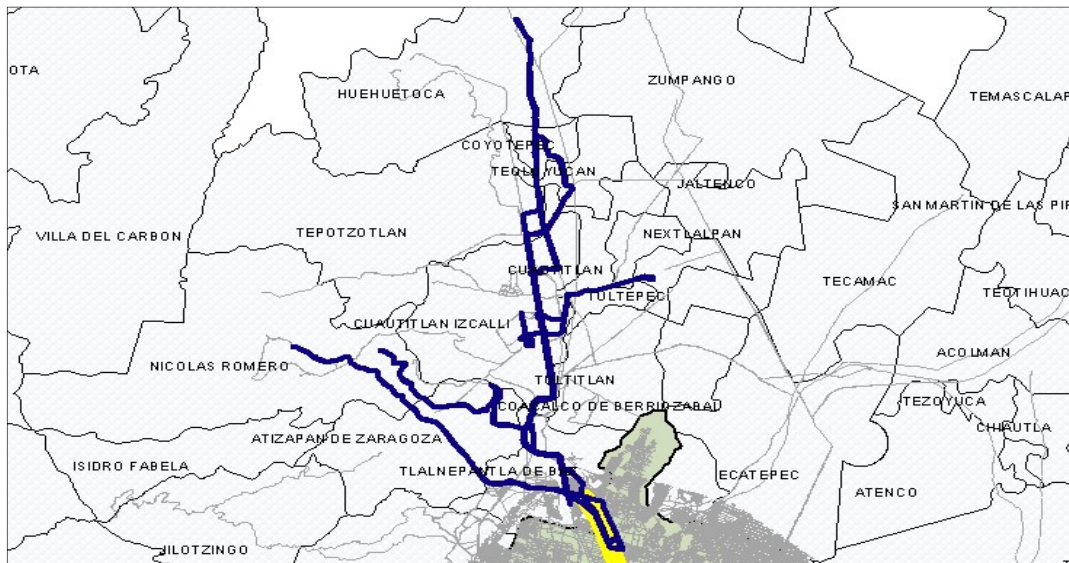 OTA
ZUMPANGO
HUEHUETOCA
TEMASCALAP
COYOTEPEC
TEOLOYUCAN
JALTENCO
SAN MARTIN DE LAS PIR
VILLA DEL CARBON
TEPOTZOTLAN
NEXTLALPAN
CUAUTITLAN
TECAMAC
TULTEPEC
TEOTIHUAC
CUAUTITLAN IZCALLI
ACOLMAN
NICOLAS ROMERO
TULTITLAN
TEZOYUCA
COACALCO DE BERRIOZABAL
CHIAUTLA
ATIZAPAN DE ZARAGOZA
ISIDRO FABELA
TLALNEPANTLA DE BAZ
ECATEPEC
ATENCO
JILOTZINGO